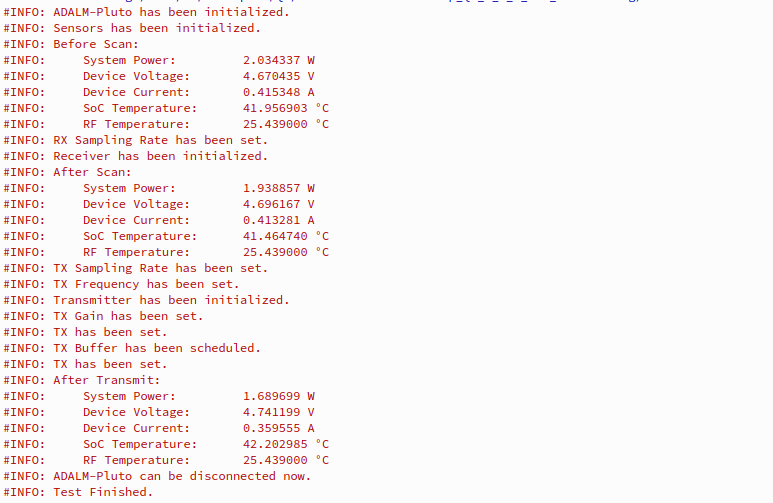 #INFO: ADALM-Pluto has been initialized.
#INFO: Sensors has been initialized.
#INFO: Before Scan:
#INFO:     System Power:         2.034337 W
#INFO:     Device Voltage:       4.670435 V
#INFO:     Device Current:       0.415348 A
#INFO:     SoC Temperature:      41.956903 °C
#INFO:     RF Temperature:       25.439000 °C
#INFO: RX Sampling Rate has been set.
#INFO: Receiver has been initialized.
#INFO: After Scan:
#INFO:     System Power:         1.938857 W
#INFO:     Device Voltage:       4.696167 V
#INFO:     Device Current:       0.413281 A
#INFO:     SoC Temperature:      41.464740 °C
#INFO:     RF Temperature:       25.439000 °C
#INFO: TX Sampling Rate has been set.
#INFO: TX Frequency has been set.
#INFO: Transmitter has been initialized.
#INFO: TX Gain has been set.
#INFO: TX has been set.
#INFO: TX Buffer has been scheduled.
#INFO: TX has been set.
#INFO: After Transmit:
#INFO:     System Power:         1.689699 W
#INFO:     Device Voltage:       4.741199 V
#INFO:     Device Current:       0.359555 A
#INFO:     SoC Temperature:      42.202985 °C
#INFO:     RF Temperature:       25.439000 °C
#INFO: ADALM-Pluto can be disconnected now.
#INFO: Test Finished.